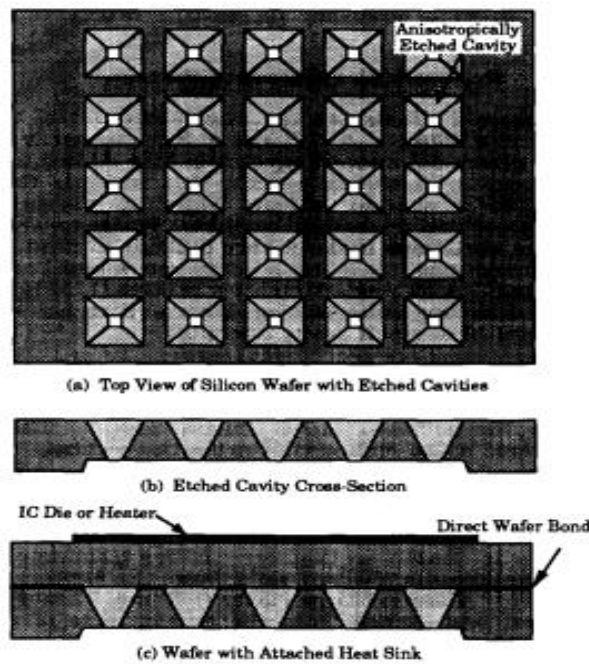 Anisotropically
Etched Cavity
(a) Top View of Silicon Wafer with Etched Cavities
(b) Etched Cavity Cross-Section
IC Die or Heater
Direct Wafer Bond
(c) Wafer with Attached Heat Sink